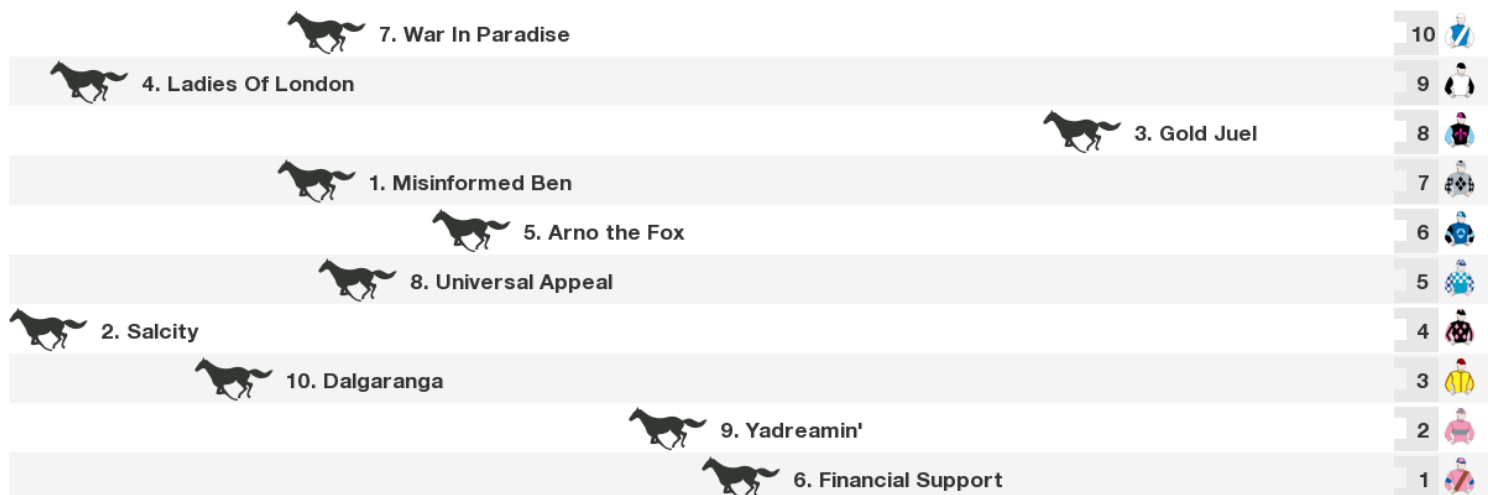 7. War In Paradise 10
4. Ladies Of London 9
3. Gold Juel 8
1. Misinformed Ben 7
5. Arno the Fox 6
8. Universal Appeal 5
2. Salcity 4
10. Dalgaranga 3
9. Yadreamin' 2
6. Financial Support 1